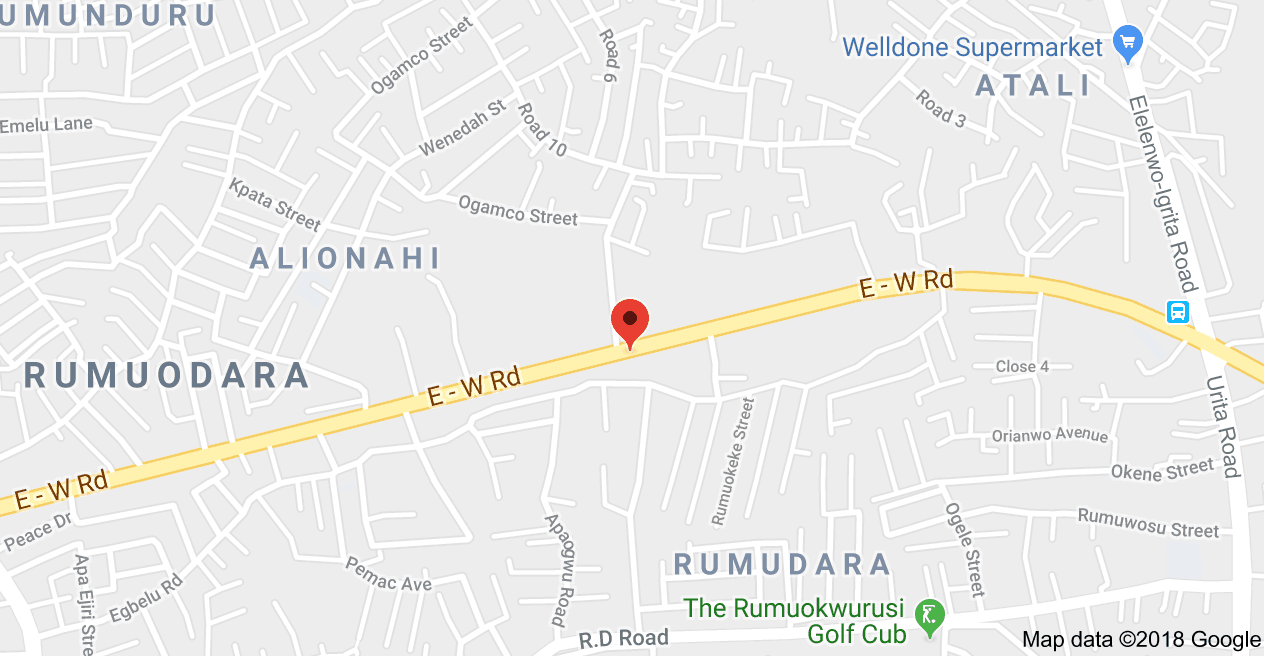 UMUNDURU
Ogamco Street
Road 6
Welldone Supermarket
ATALI
Emelu Lane
Wenedah St
Road 10
Road 3
Elelenwo-Igrita Road
Kpata Street
Ogamco Street
ALIONAHI
E - W Rd
RUMUODARA
E - W Rd
Close 4
Urita Road
Rumuokeke Street
Orianwo Avenue
Okene Street
E - W Rd
Peace Dr
Apa Ejiri Stre
Egbelu Rd
Pemac Ave
Apaogwu Road
Ogele Street
Rumuwosu Street
RUMUDARA
The Rumuokwurusi
Golf Cub
R.D Road
Map data ©2018 Google